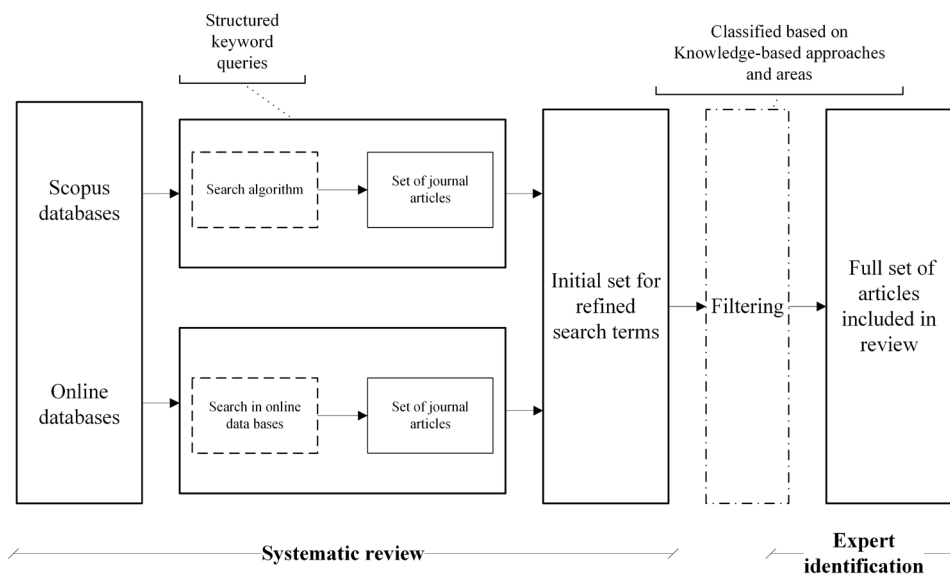 Structured
keyword
queries
Classified based on
Knowledge-based approaches
and areas
Scopus
databases
Search algorithm
Set of journal
articles
Online
databases
Search in online
data bases
Set of journal
articles
Initial set for
refined
search terms
Filtering
Full set of
articles
included in
review
Systematic review
Expert
identification